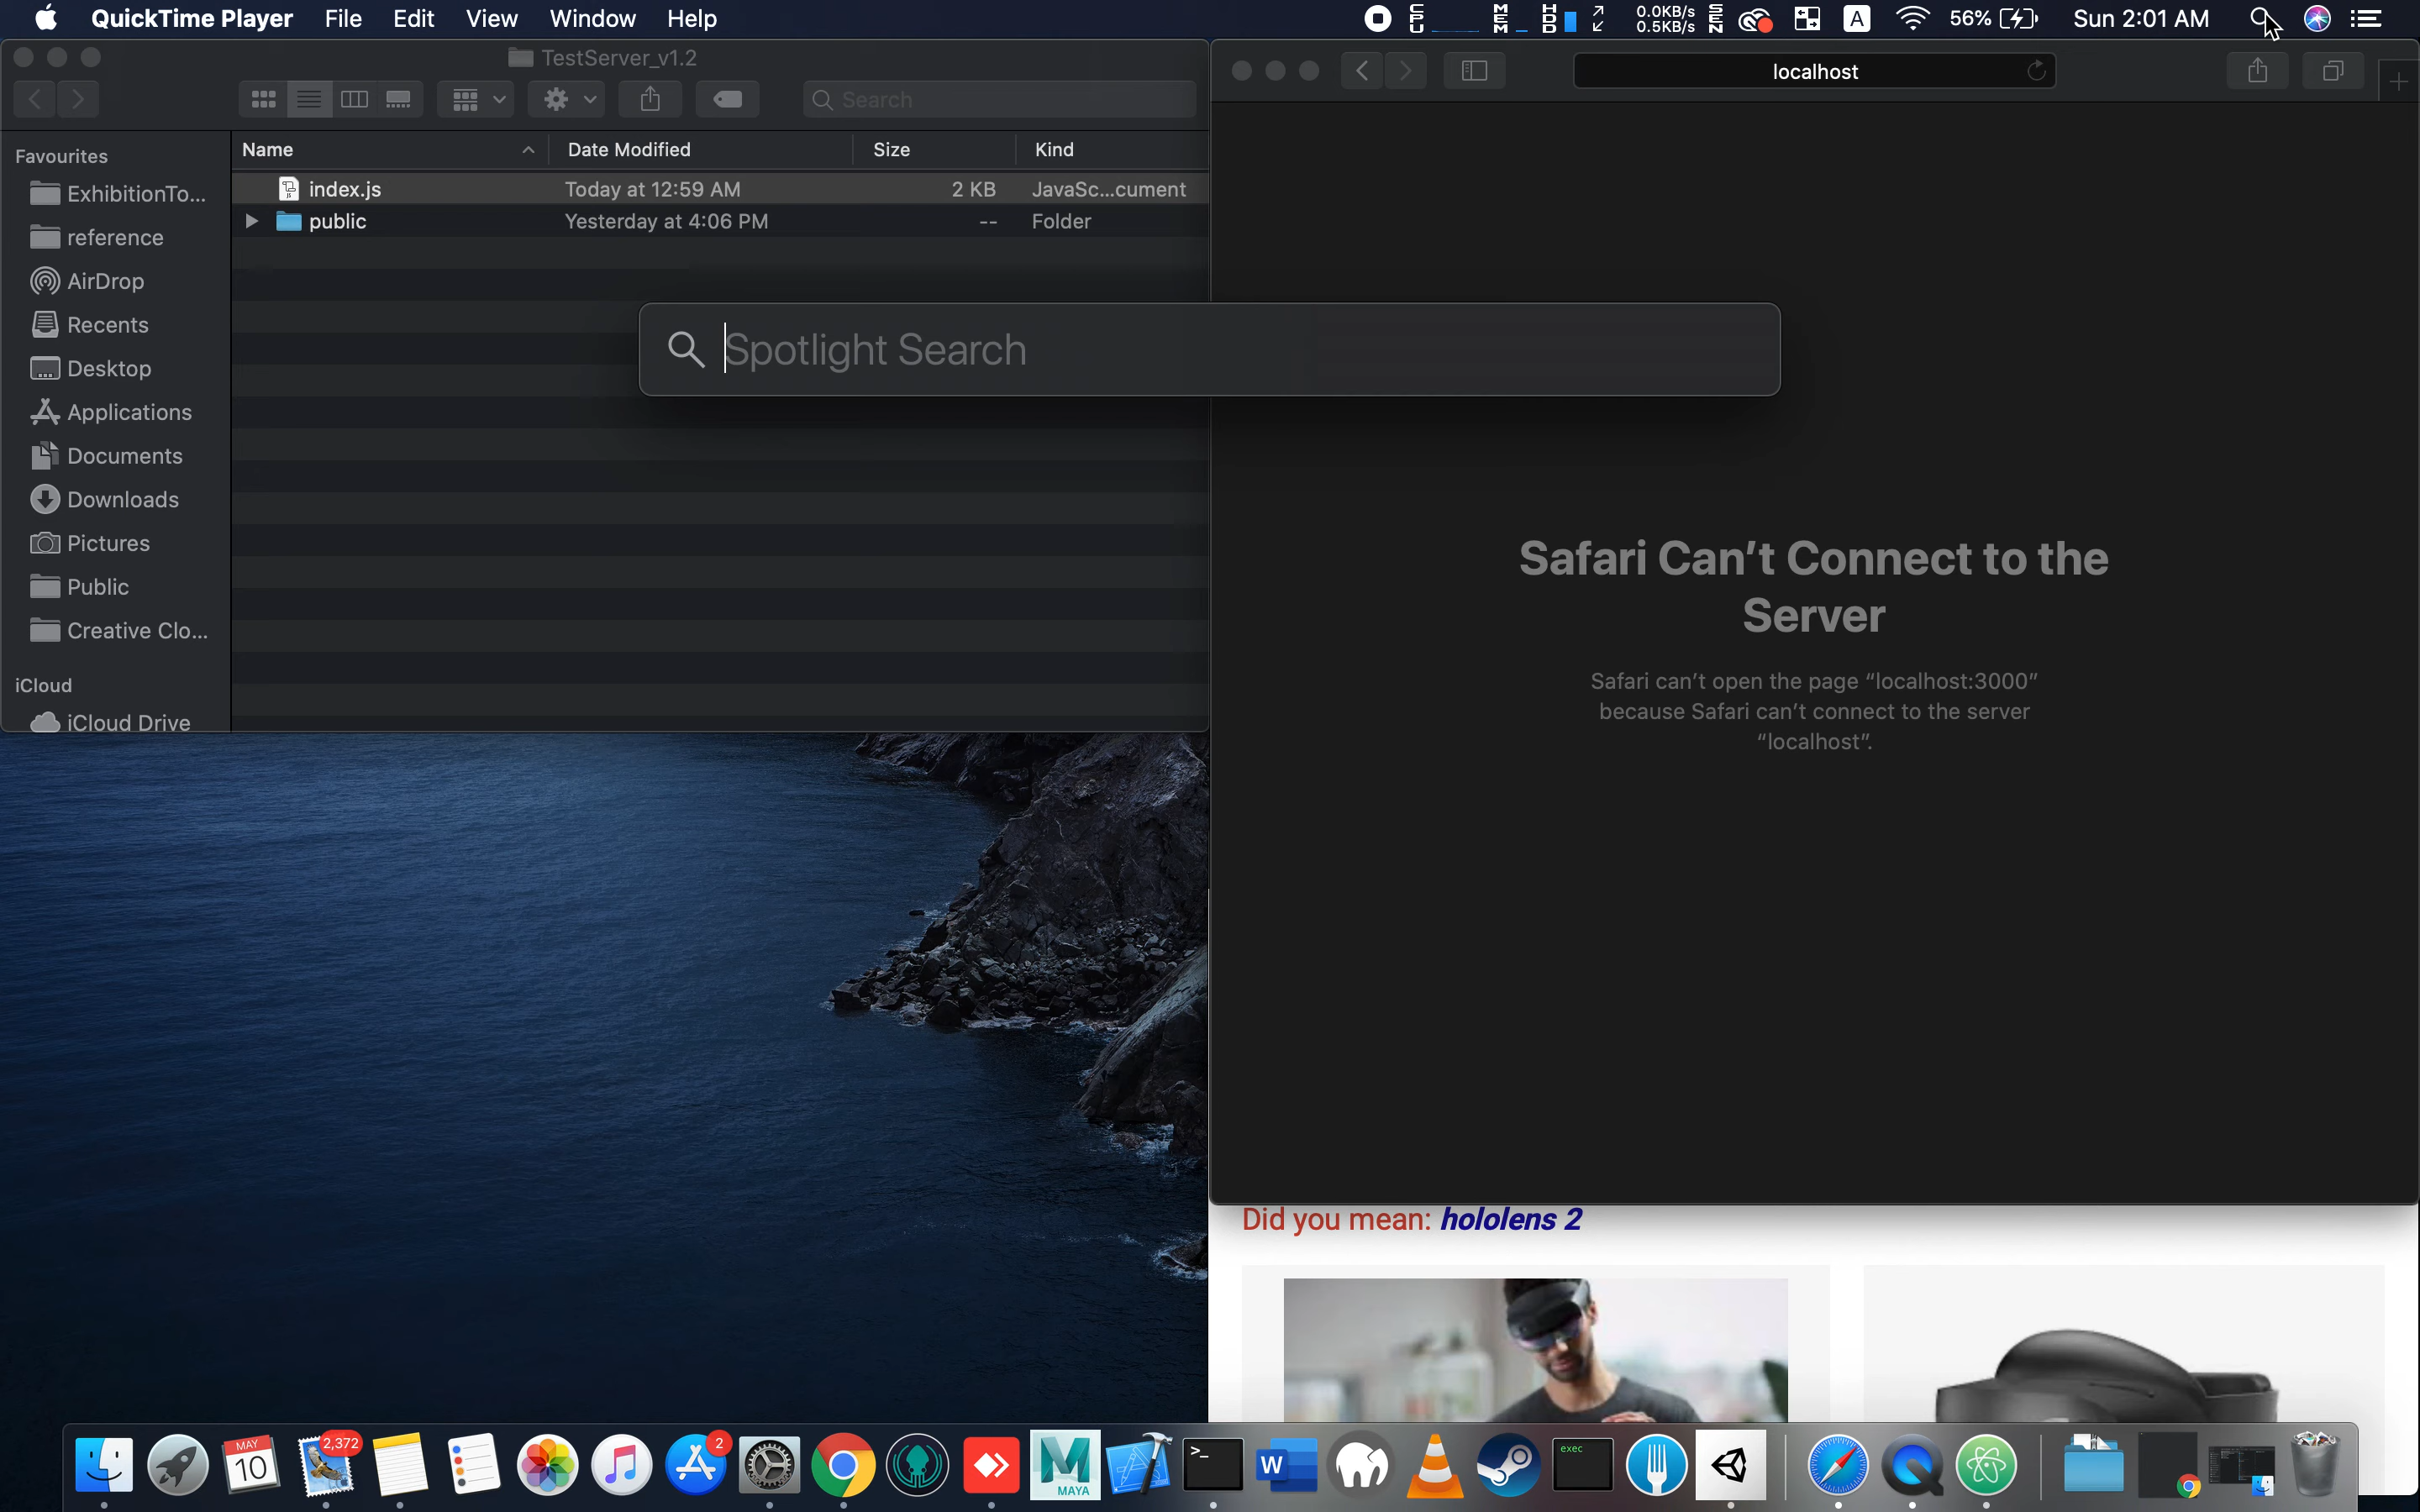 QuickTime Player File Edit View Window Help
CPU MEM HDD 0.0KB/s 0.5KB/s SEN A 56% Sun 2:01 AM
TestServer_v1.2
localhost
Search
Name Date Modified Size Kind
index.js Today at 12:59 AM 2 KB JavaSc...cument
public Yesterday at 4:06 PM -- Folder
Favourites
ExhibitionTo...
reference
AirDrop
Recents
Desktop
Applications
Documents
Downloads
Pictures
Public
Creative Clo...
iCloud
iCloud Drive
Spotlight Search
Safari Can't Connect to the
Server
Safari can't open the page “localhost:3000”
because Safari can't connect to the server
“localhost”.
Did you mean: hololens 2
MAY
10
2,372
2
MAYA
>_
W
exec